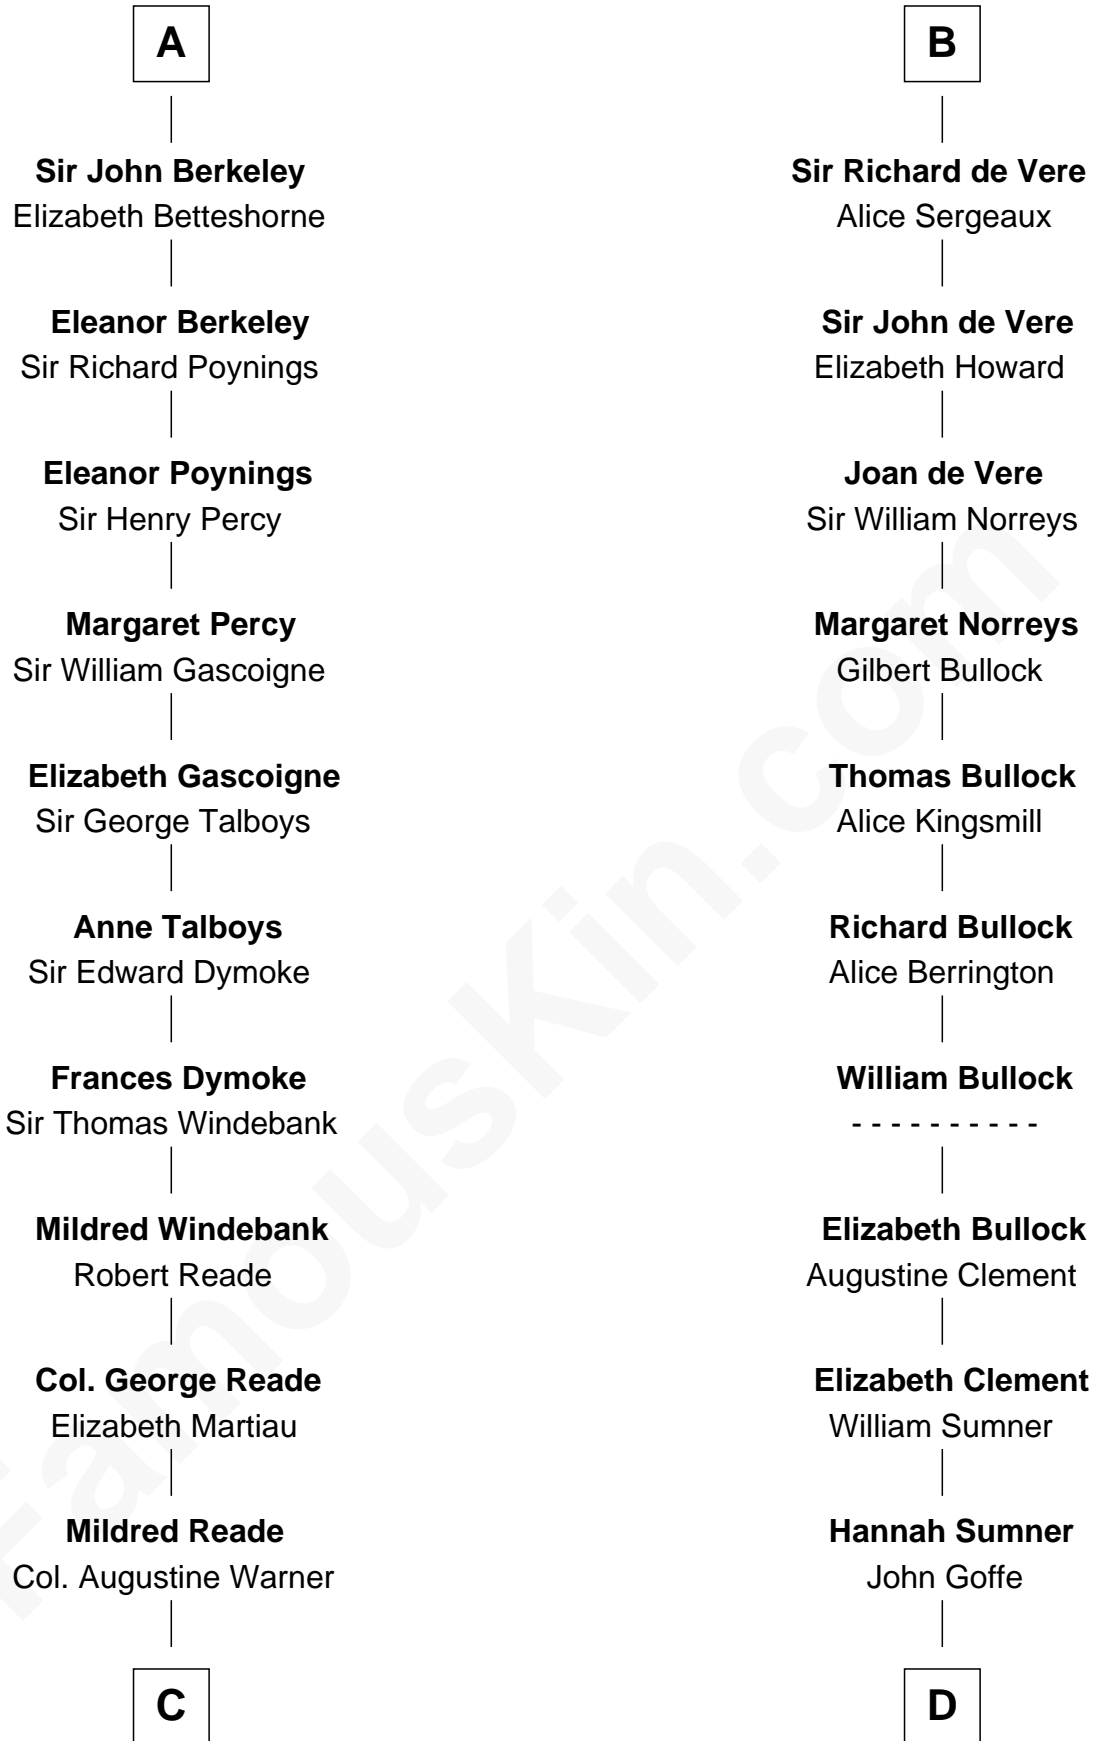 A
Sir John Berkeley
Elizabeth Betteshorne
Eleanor Berkeley
Sir Richard Poynings
Eleanor Poynings
Sir Henry Percy
Margaret Percy
Sir William Gascoigne
Elizabeth Gascoigne
Sir George Talboys
Anne Talboys
Sir Edward Dymoke
Frances Dymoke
Sir Thomas Windebank
Mildred Windebank
Robert Reade
Col. George Reade
Elizabeth Martiau
Mildred Reade
Col. Augustine Warner
C
B
Sir Richard de Vere
Alice Sergeaux
Sir John de Vere
Elizabeth Howard
Joan de Vere
Sir William Norreys
Margaret Norreys
Gilbert Bullock
Thomas Bullock
Alice Kingsmill
Richard Bullock
Alice Berrington
William Bullock
- - - - - - - - - -
Elizabeth Bullock
Augustine Clement
Elizabeth Clement
William Sumner
Hannah Sumner
John Goffe
D
FamousKin.com